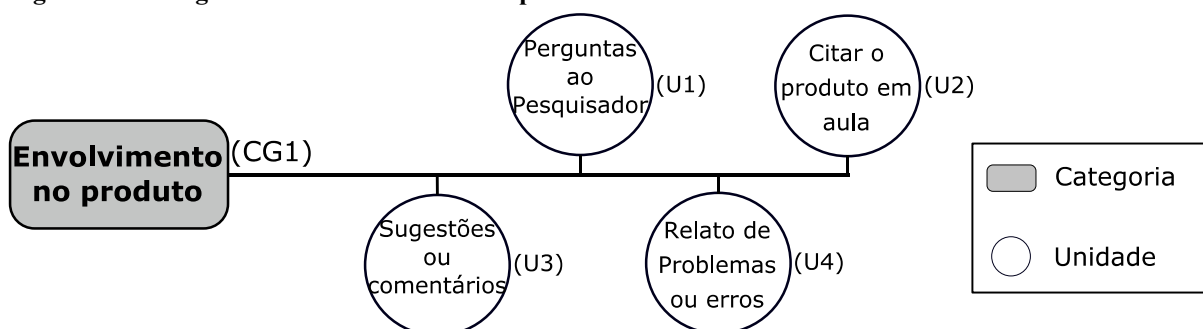 Perguntas
ao
Pesquisador
(U1)
Citar o
produto em
aula
(U2)
Envolvimento
no produto
(CG1)
Sugestões
ou
comentários
(U3)
Relato de
Problemas
ou erros
(U4)
Categoria
Unidade